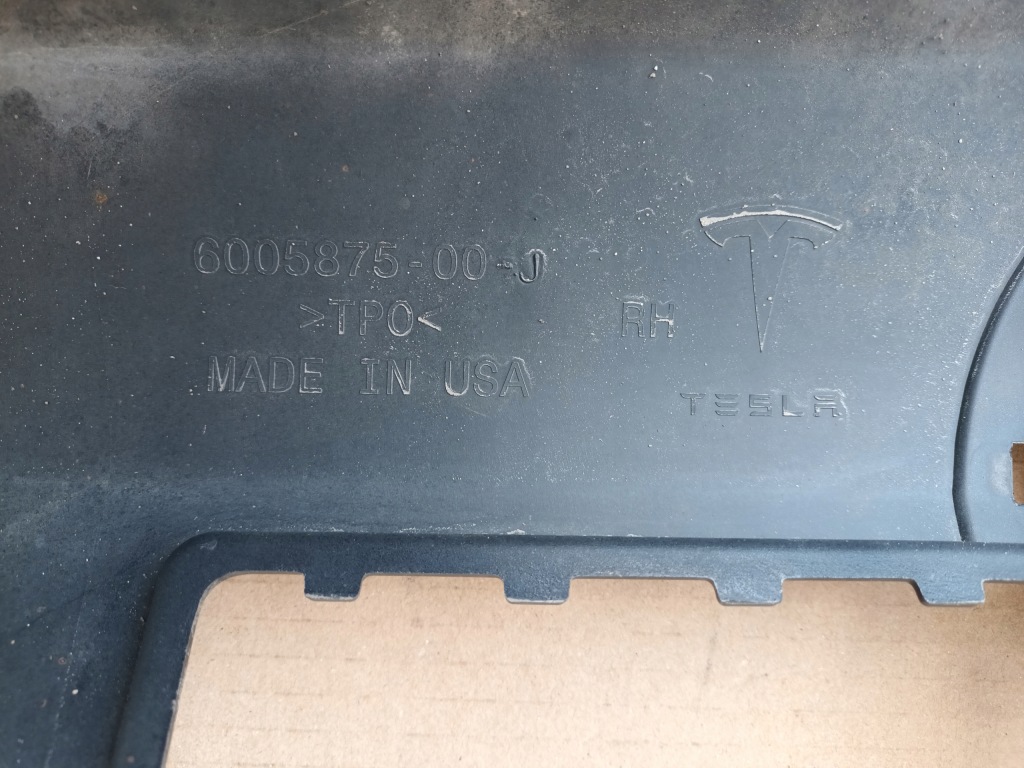 6005875-00-J
>TPO<
RH
MADE IN USA
TESLA